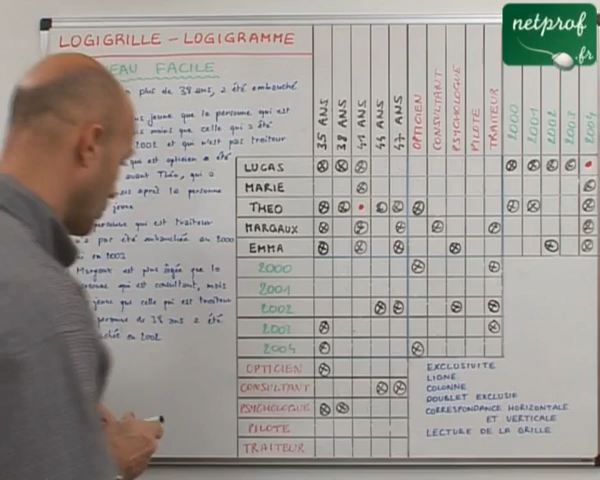 netprof
.fr
LOGIGRILLE - LOGIGRAMME
EAU FACILE
plus de 38 ans, a été embauché
jeune que la personne qui est
moins que celle qui a été
2002 et qui n'est pas traiteur
qui est opticien a été
avant Théo, qui a
après la personne
jeune
personne qui est traiteur
a pas été embauchée en 2000
ni en 2002
Margaux est plus âgée que la
personne qui est consultant, mais
jeune que celle qui est traiteur
personne de 38 ans a été
en 2002
35 ANS
38 ANS
41 ANS
44 ANS
47 ANS
OPTICIEN
CONSULTANT
PSYCHOLOGUE
PILOTE
TRAITEUR
2000
2001
2002
2003
2004
LUCAS
MARIE
THEO
MARGAUX
EMMA
2000
2001
2002
2003
2004
OPTICIEN
CONSULTANT
PSYCHOLOGUE
PILOTE
TRAITEUR
EXCLUSIVITE
LIGNE
COLONNE
DOUBLET EXCLUSIF
CORRESPONDANCE HORIZONTALE
ET VERTICALE
LECTURE DE LA GRILLE